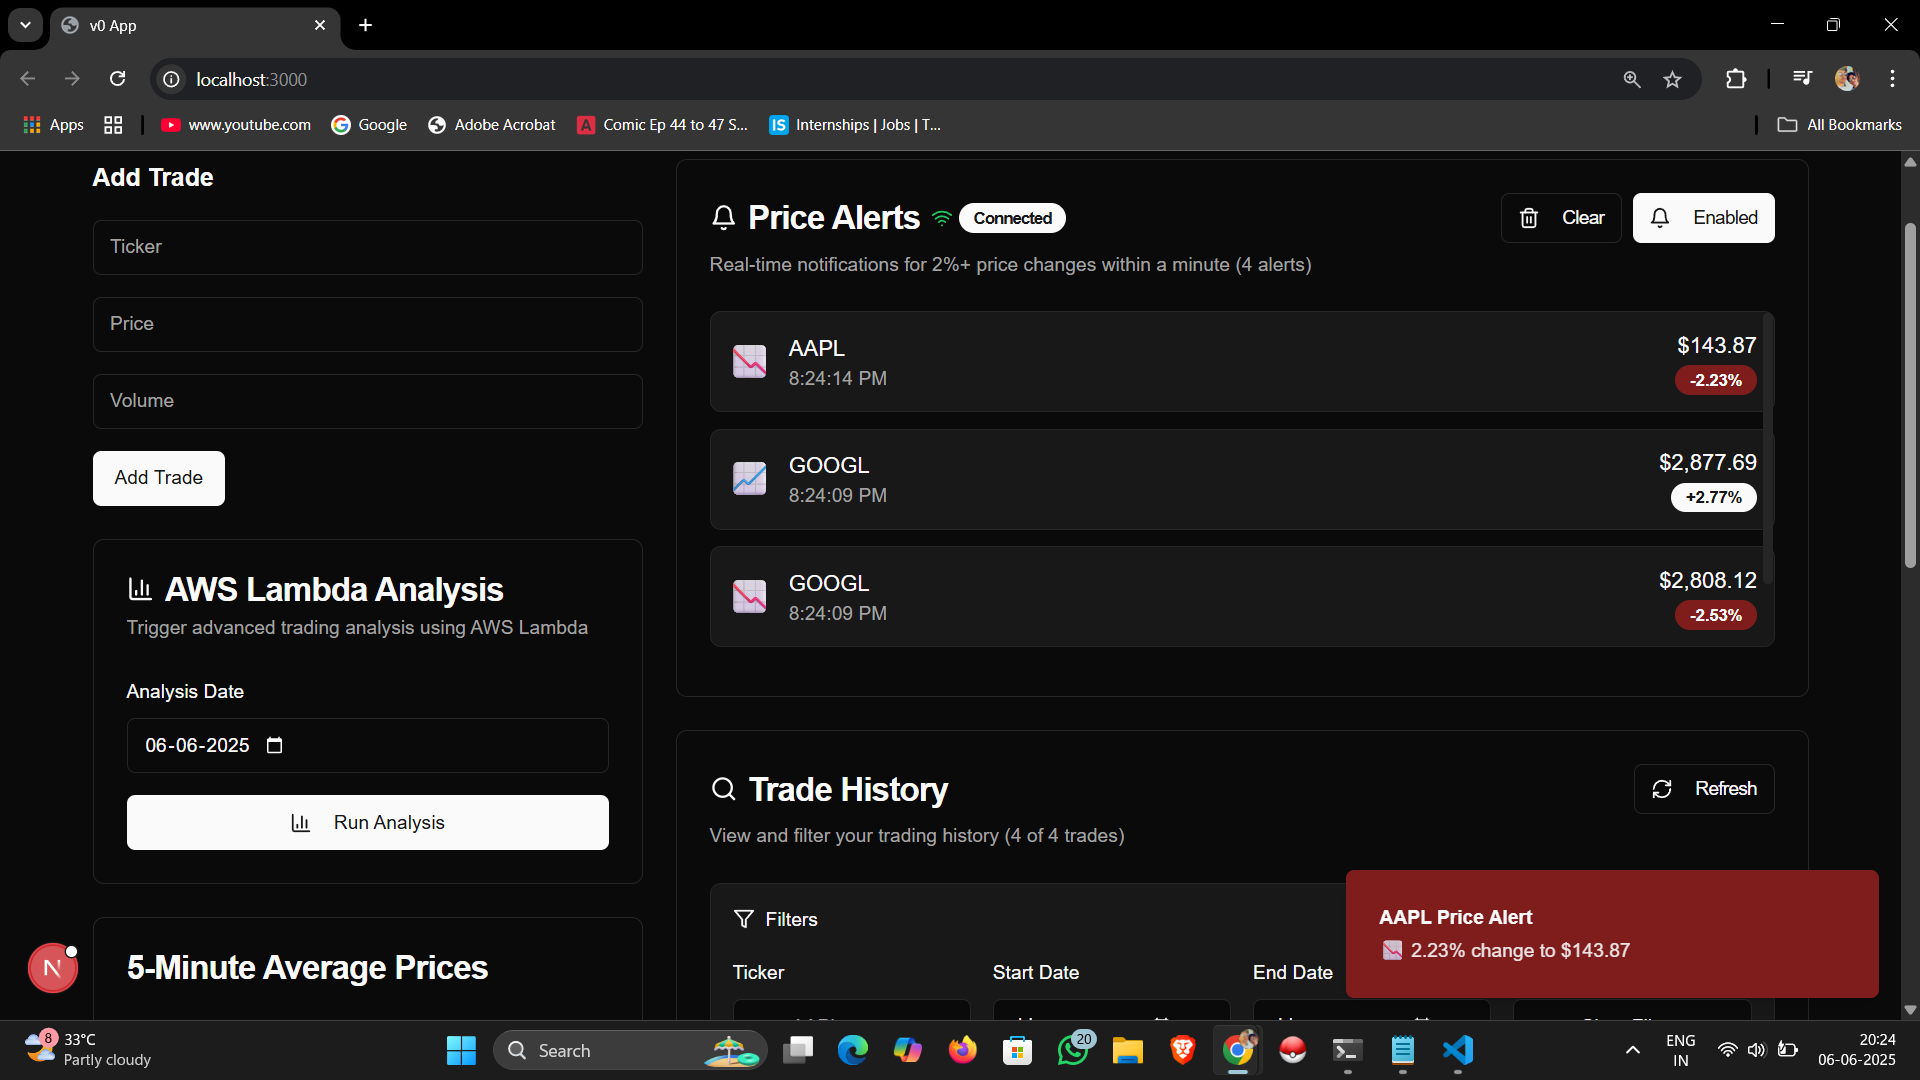 v0 App
localhost:3000
Apps
www.youtube.com
Google
Adobe Acrobat
Comic Ep 44 to 47 S...
Internships | Jobs | T...
All Bookmarks
Add Trade
Ticker
Price
Volume
Add Trade
AWS Lambda Analysis
Trigger advanced trading analysis using AWS Lambda
Analysis Date
06-06-2025
Run Analysis
5-Minute Average Prices
Price Alerts
Connected
Clear
Enabled
Real-time notifications for 2%+ price changes within a minute (4 alerts)
AAPL
8:24:14 PM
$143.87
-2.23%
GOOGL
8:24:09 PM
$2,877.69
+2.77%
GOOGL
8:24:09 PM
$2,808.12
-2.53%
Trade History
Refresh
View and filter your trading history (4 of 4 trades)
Filters
Ticker
Start Date
End Date
AAPL Price Alert
2.23% change to $143.87
N
8
33°C
Partly cloudy
Search
20
ENG
IN
20:24
06-06-2025